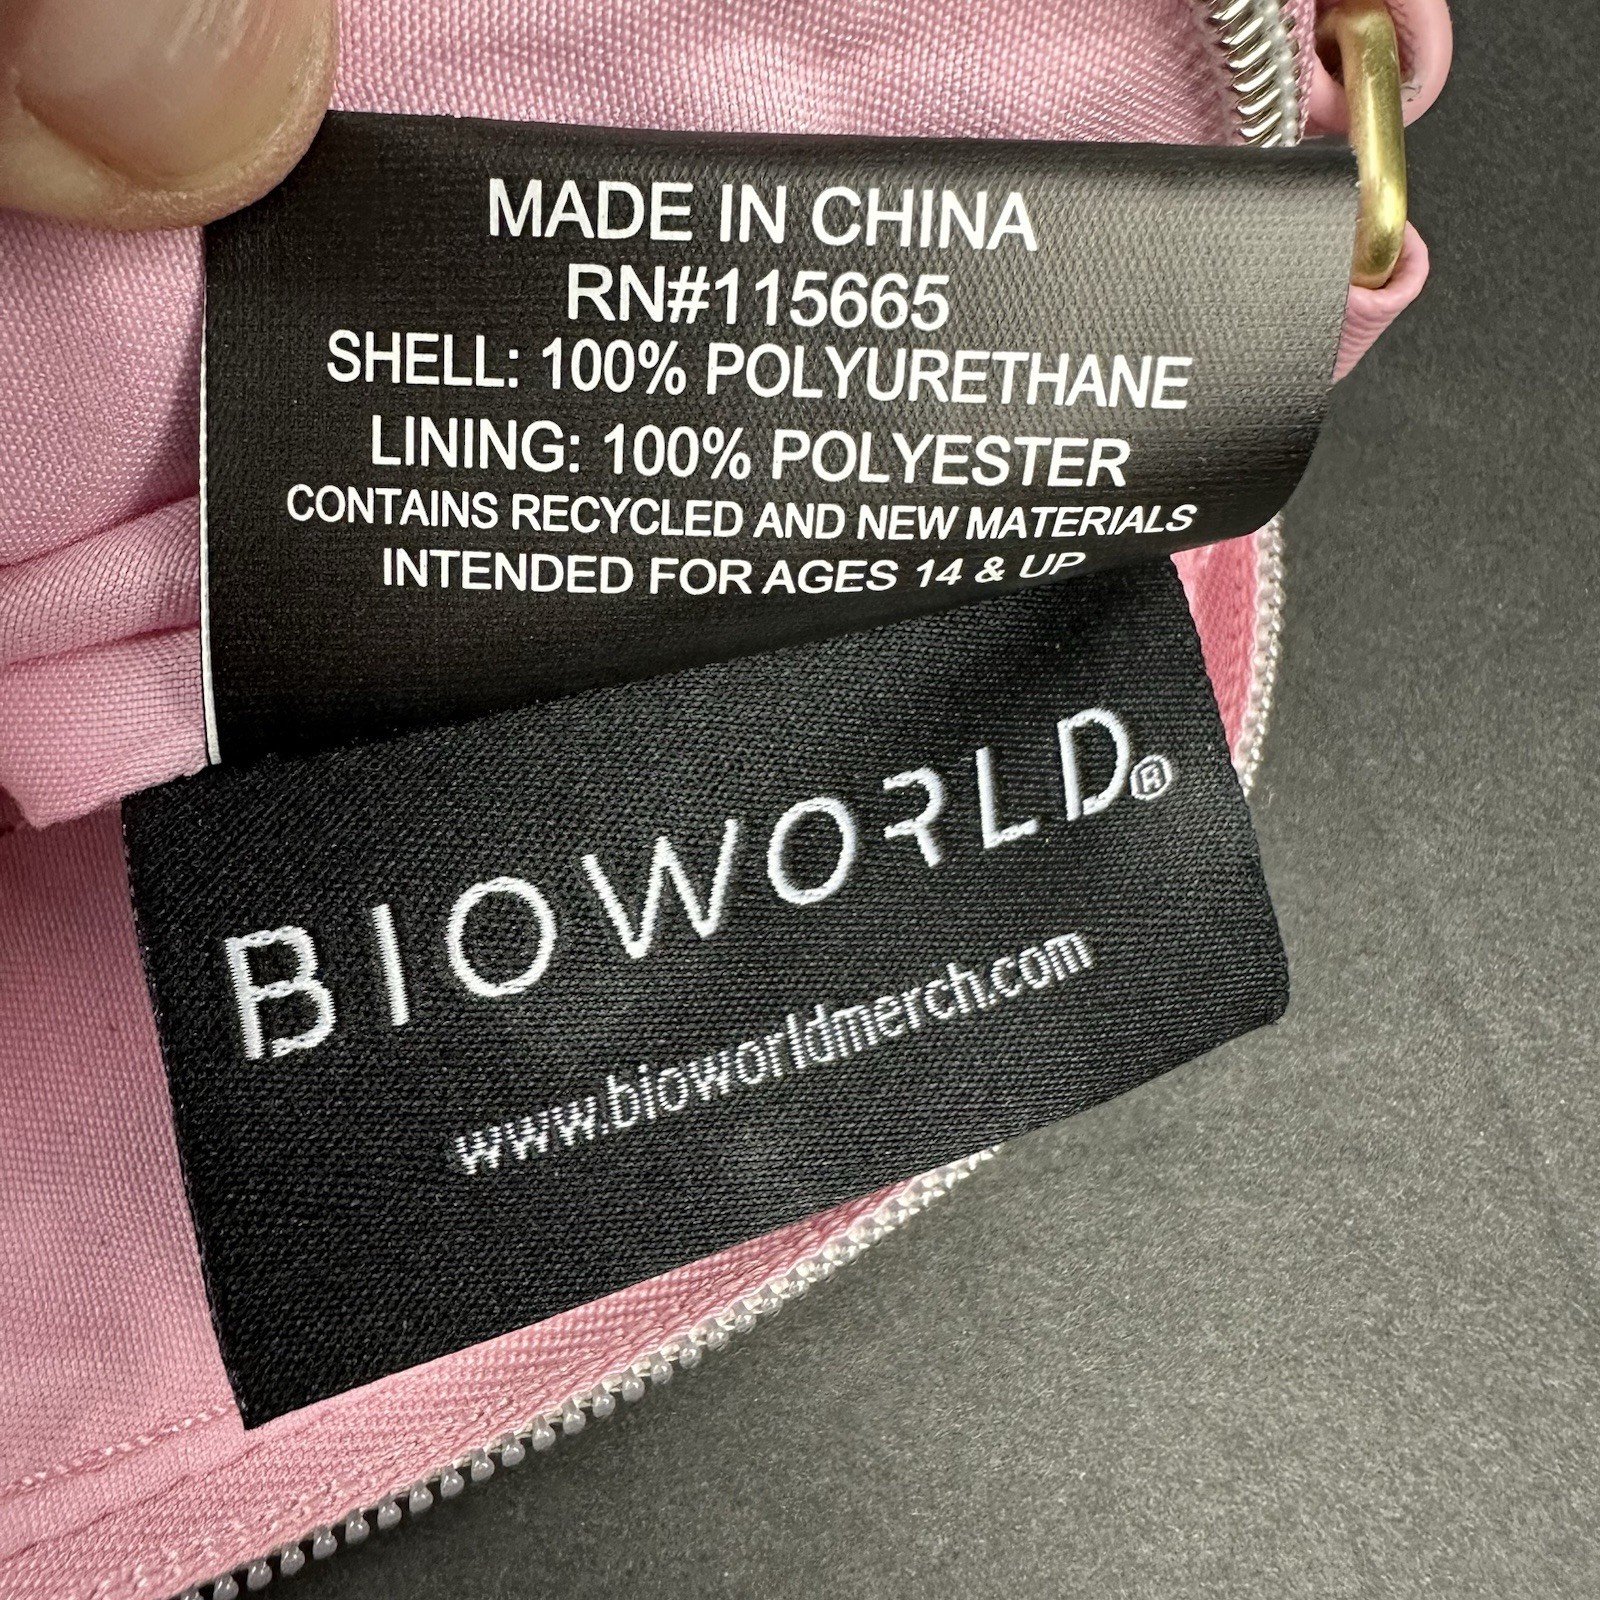 MADE IN CHINA
RN#115665
SHELL: 100% POLYURETHANE
LINING: 100% POLYESTER
CONTAINS RECYCLED AND NEW MATERIALS
INTENDED FOR AGES 14 & UP
BIOWORLD®
www.bioworldmerch.com